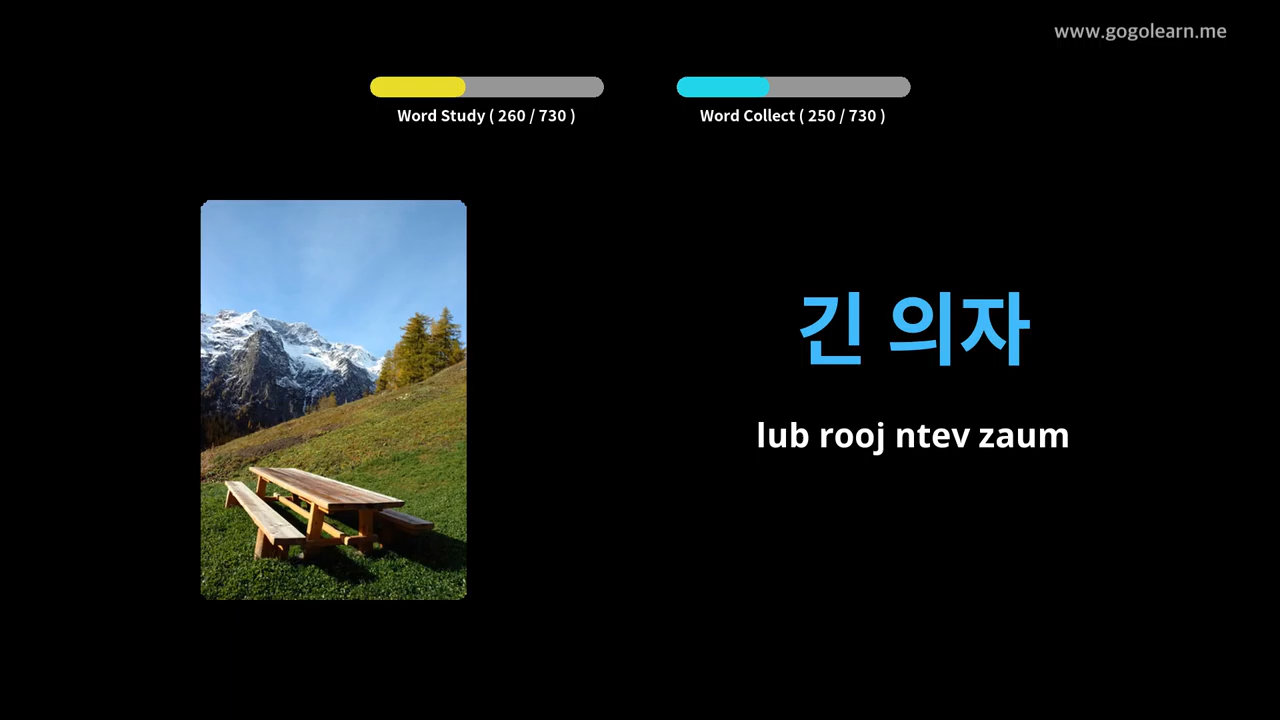 www.gogolearn.me
Word Study ( 260 / 730 )
Word Collect ( 250 / 730 )
긴 의자
lub rooj ntev zaum